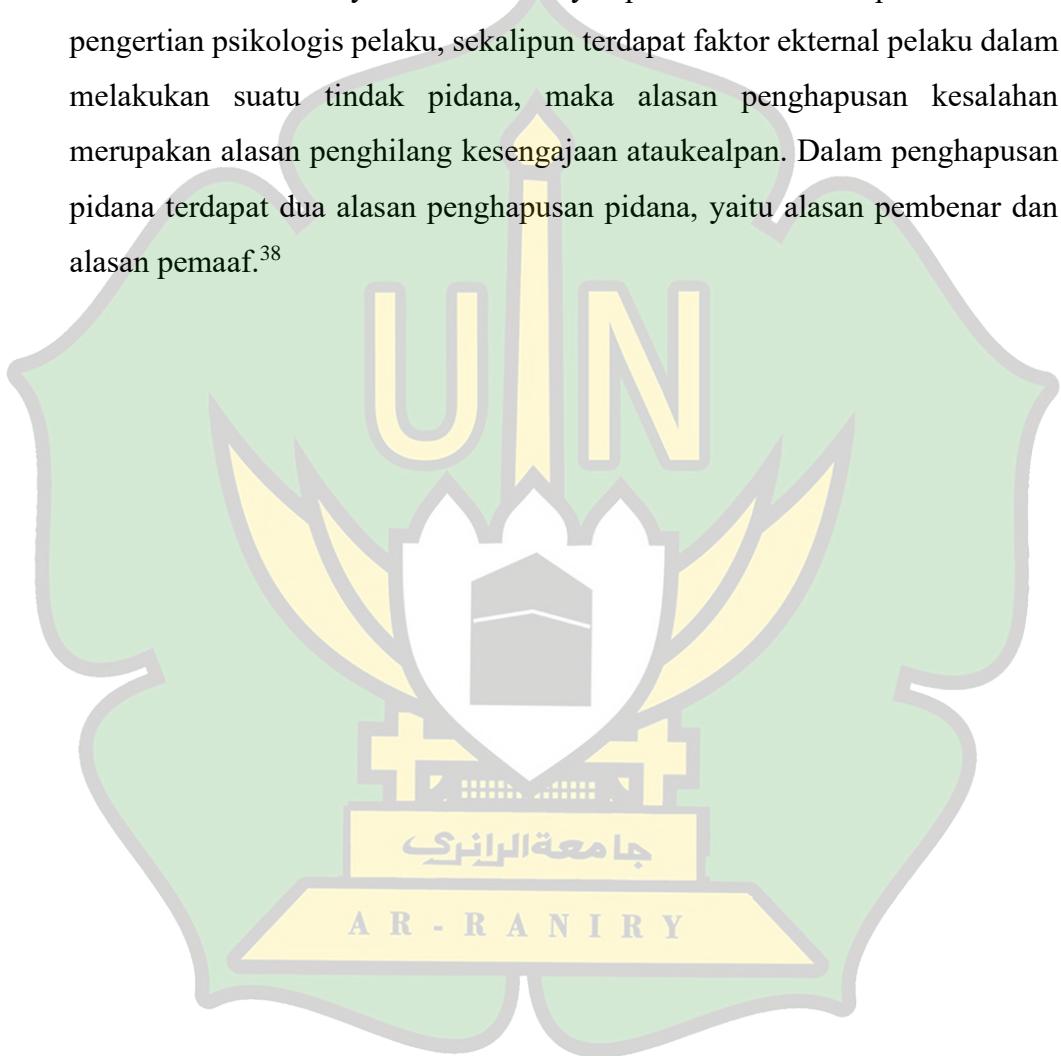 pengertian psikologis pelaku, sekalipun terdapat faktor ekternal pelaku dalam
melakukan suatu tindak pidana, maka alasan penghapusan kesalahan
merupakan alasan penghilang kesengajaan ataukealpan. Dalam penghapusan
pidana terdapat dua alasan penghapusan pidana, yaitu alasan pembenar dan
alasan pemaaf.38
UIN
جامعةالرانري
AR-RANIRY